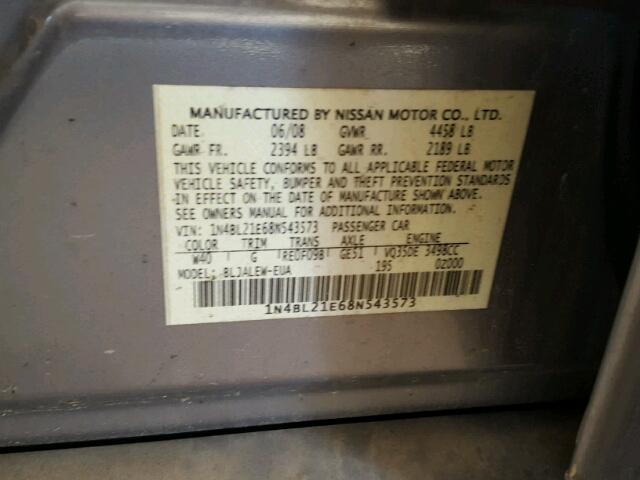 MANUFACTURED BY NISSAN MOTOR CO., LTD.
DATE 06/08 GVWR 4458 LB
GAWR FR. 2394 LB GAWR RR. 2189 LB
THIS VEHICLE CONFORMS TO ALL APPLICABLE FEDERAL MOTOR
VEHICLE SAFETY, BUMPER AND THEFT PREVENTION STANDARDS
IN EFFECT ON THE DATE OF MANUFACTURE SHOWN ABOVE.
SEE OWNERS MANUAL FOR ADDITIONAL INFORMATION.
VIN: 1N4BL21E68N543573 PASSENGER CAR
COLOR TRIM TRANS AXLE ENGINE
W40 G RE0F09B GE51 VQ35DE 3498CC
MODEL: BLJALEW-EUA 195 0Z000
1N4BL21E68N543573